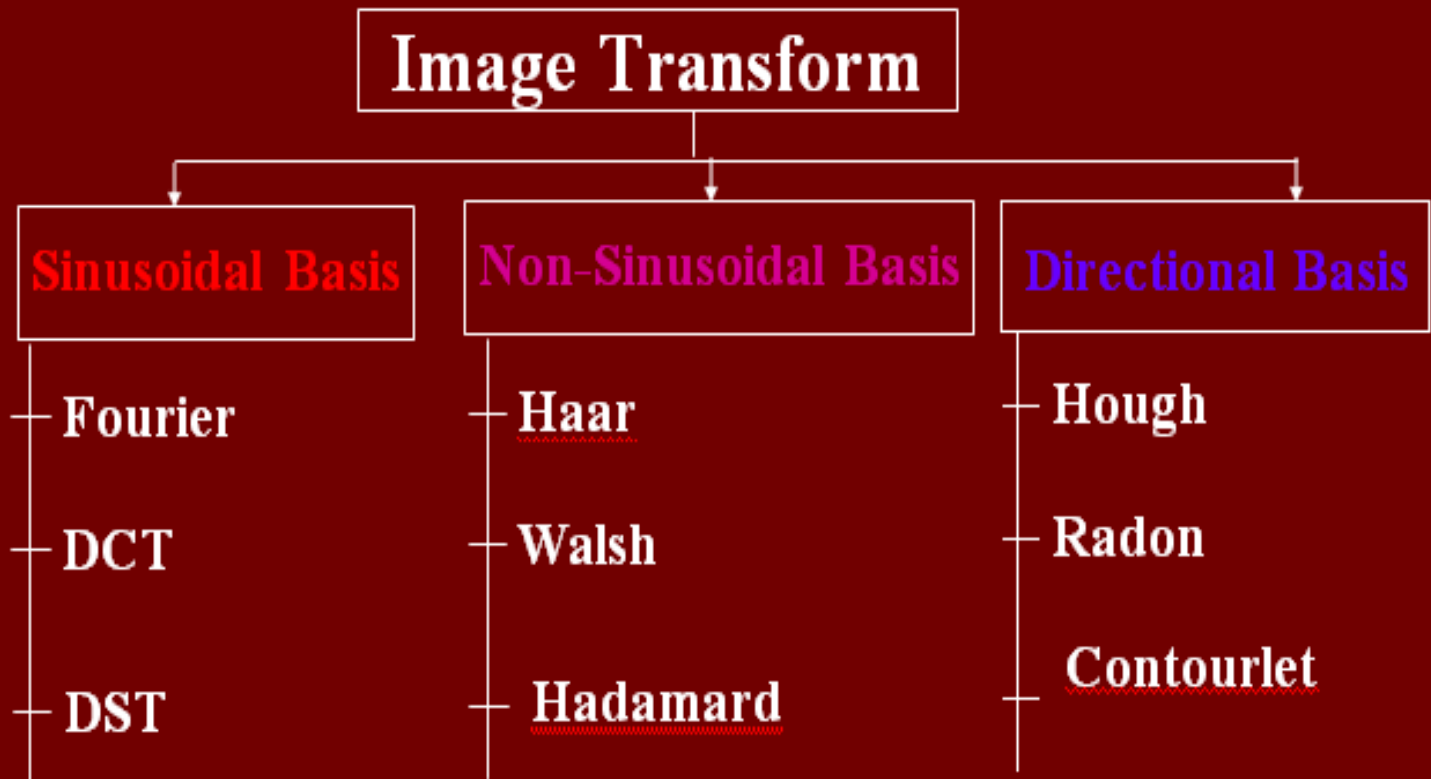 Image Transform
Sinusoidal Basis
Non-Sinusoidal Basis
Directional Basis
Fourier
DCT
DST
Haar
Walsh
Hadamard
Hough
Radon
Contourlet